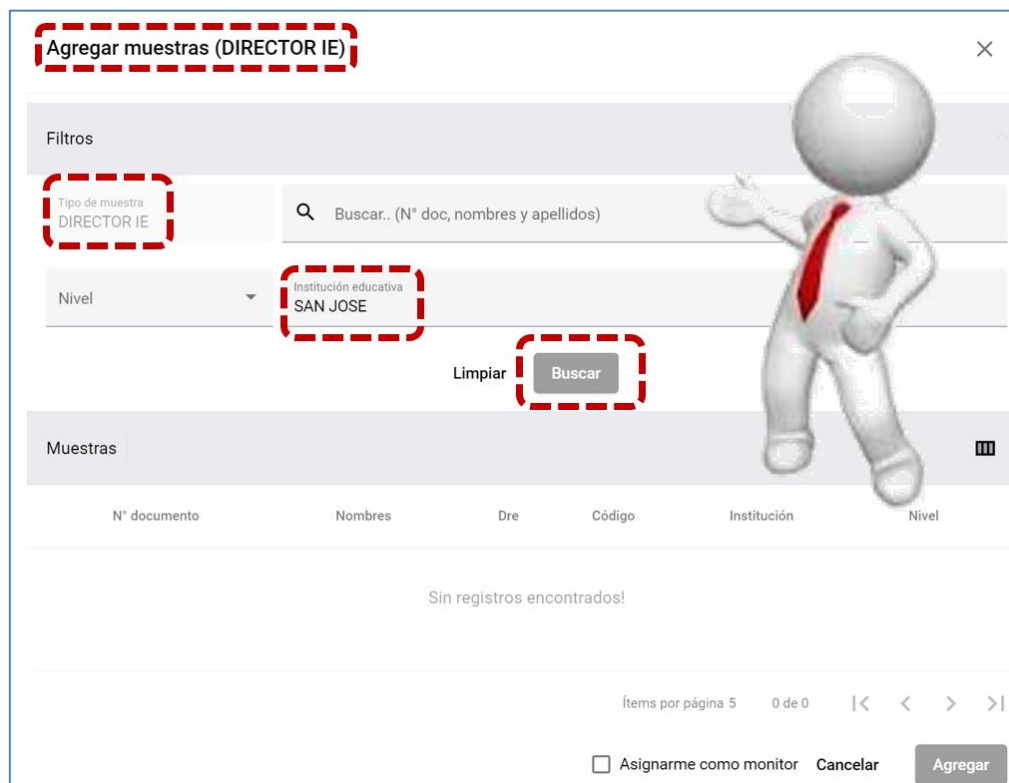 Agregar muestras (DIRECTOR IE)
Filtros
Tipo de muestra
DIRECTOR IE
Buscar.. (N° doc, nombres y apellidos)
Nivel
Institución educativa
SAN JOSE
Limpiar Buscar
Muestras
N° documento Nombres Dre Código Institución Nivel
Sin registros encontrados!
Ítems por página 5 0 de 0
Asignarme como monitor Cancelar Agregar